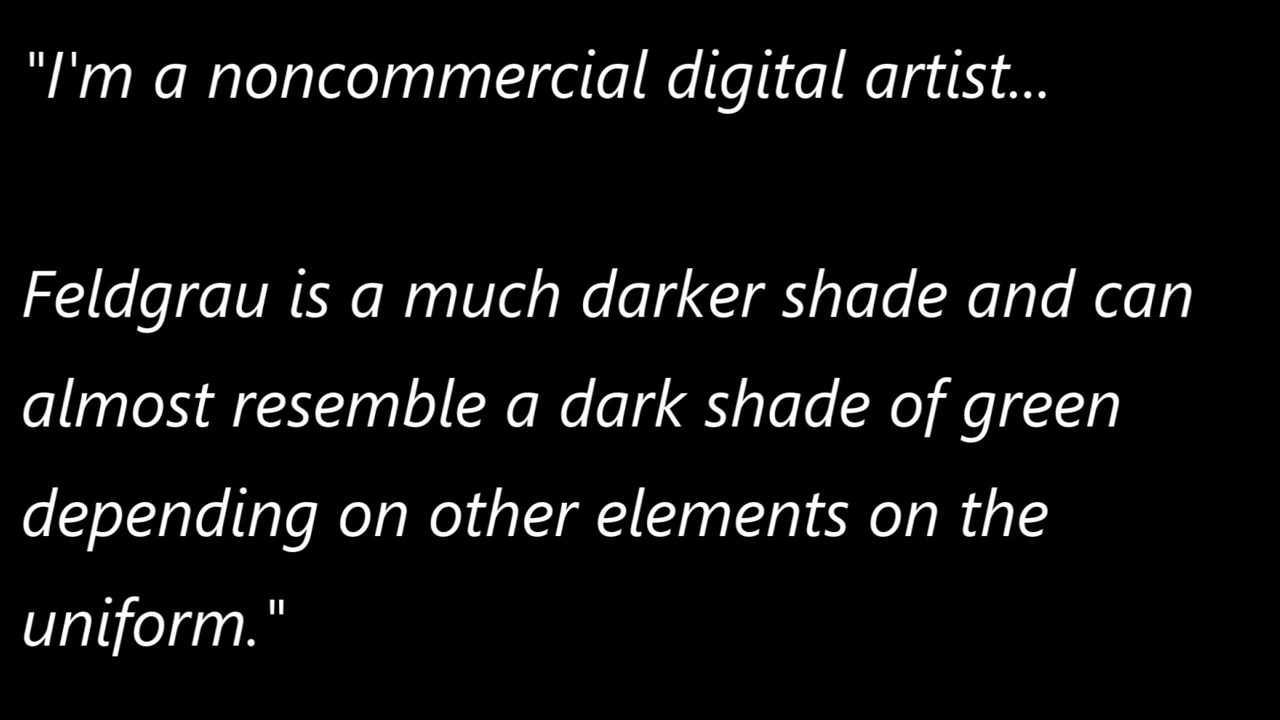 "I'm a noncommercial digital artist...
Feldgrau is a much darker shade and can
almost resemble a dark shade of green
depending on other elements on the
uniform."